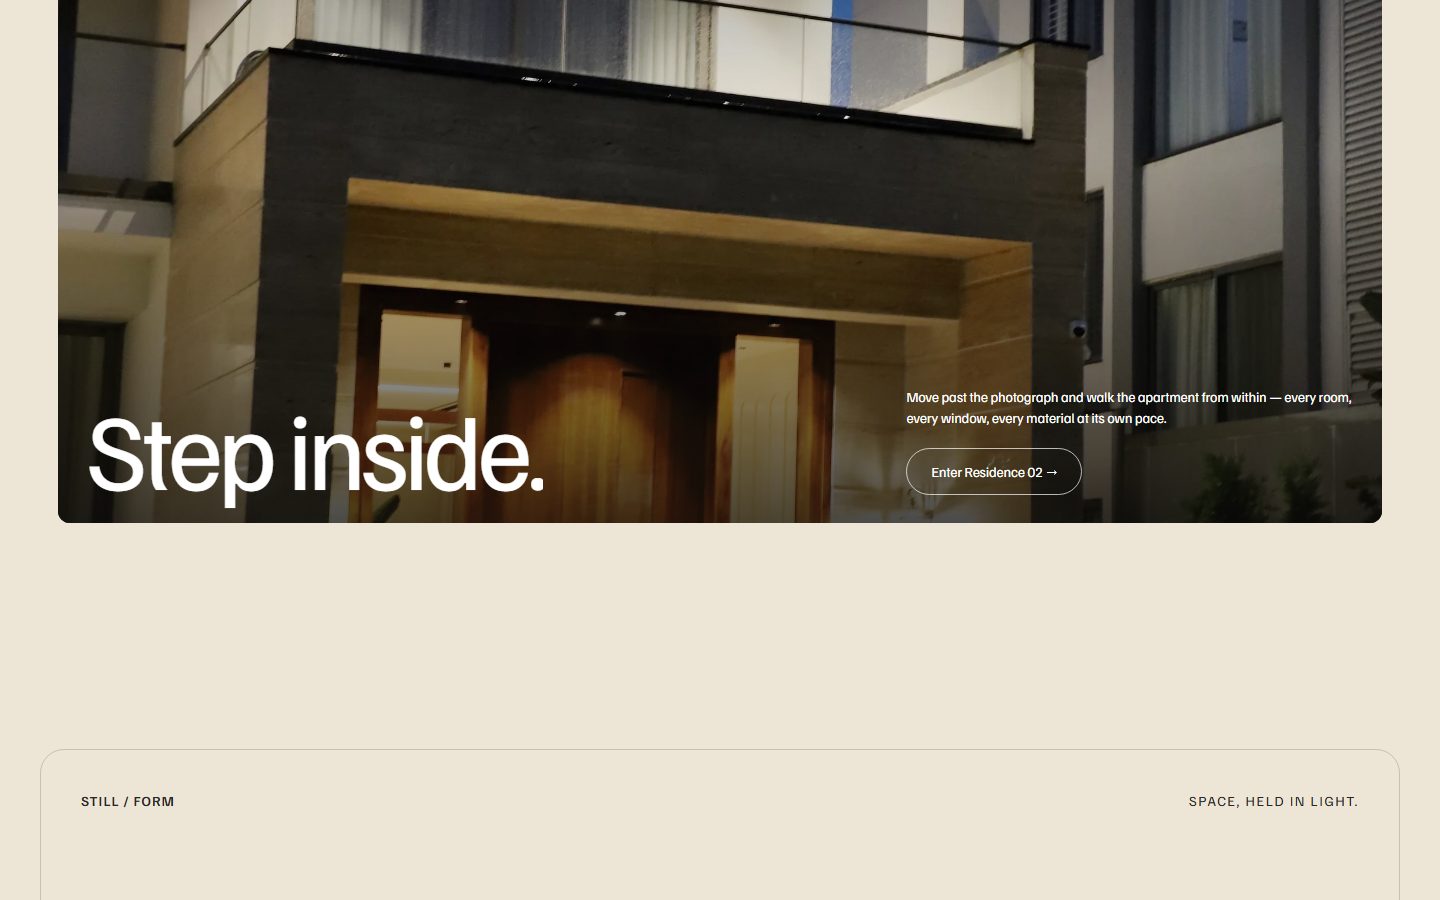 Step inside.
Move past the photograph and walk the apartment from within — every room,
every window, every material at its own pace.
Enter Residence 02 →
STILL / FORM
SPACE, HELD IN LIGHT.